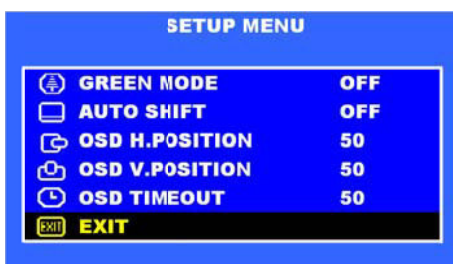 SETUP MENU
GREEN MODE OFF
AUTO SHIFT OFF
OSD H.POSITION 50
OSD V.POSITION 50
OSD TIMEOUT 50
EXIT EXIT